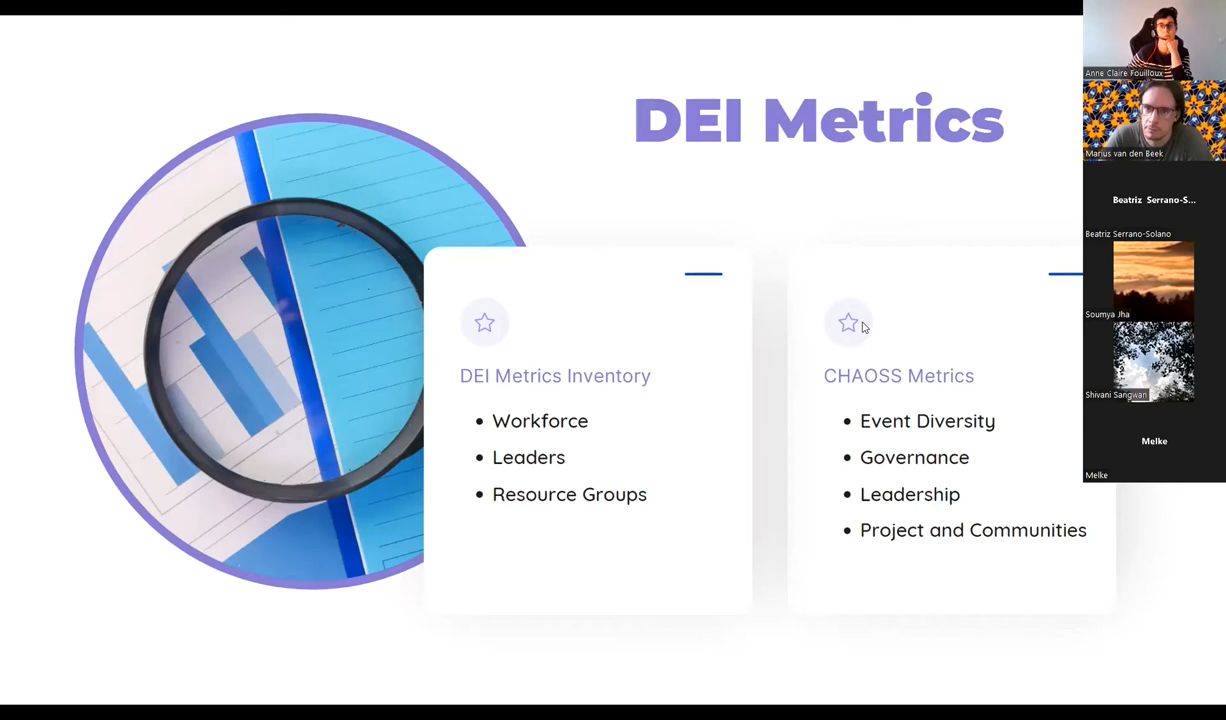 DEI Metrics
DEI Metrics Inventory
Workforce
Leaders
Resource Groups
CHAOSS Metrics
Event Diversity
Governance
Leadership
Project and Communities
Anne Claire Fouilloux
Marius van den Beek
Beatriz Serrano-S...
Beatriz Serrano-Solano
Soumya Jha
Shivani Sangwan
Melke
Melke